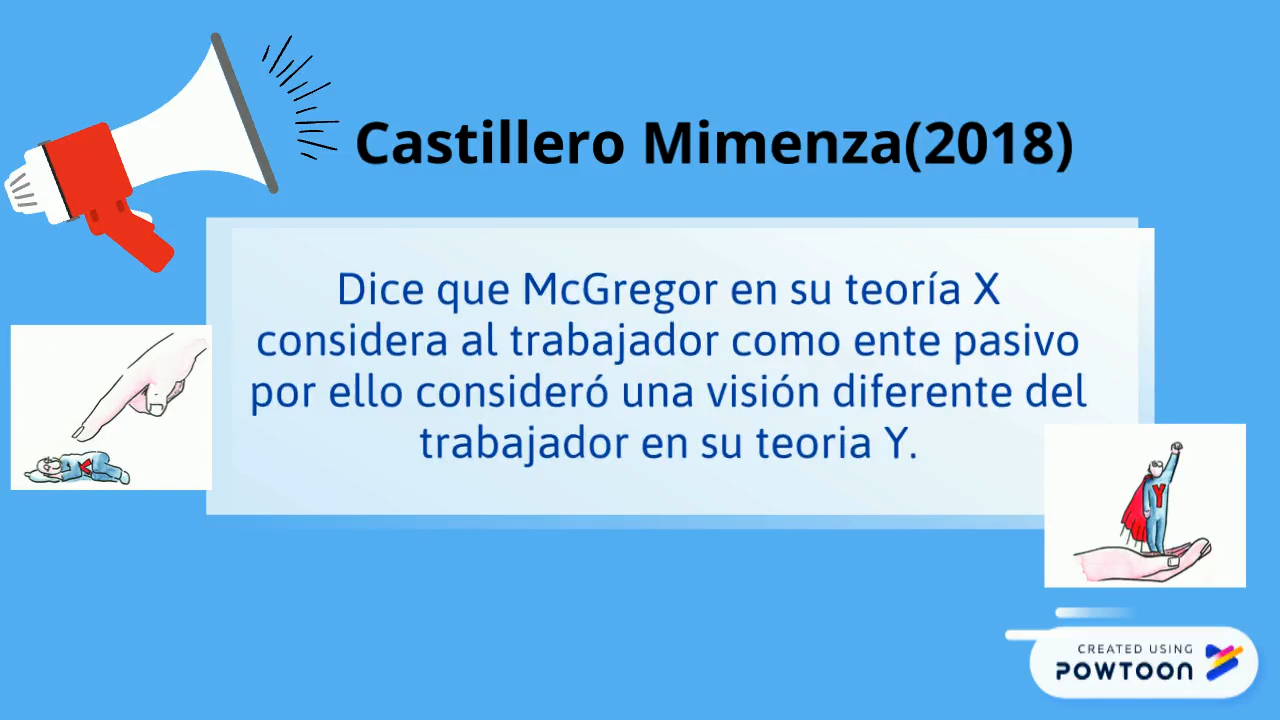 Castillero Mimenza(2018)
Dice que McGregor en su teoría X
considera al trabajador como ente pasivo
por ello consideró una visión diferente del
trabajador en su teoria Y.
Y
CREATED USING
POWTOON